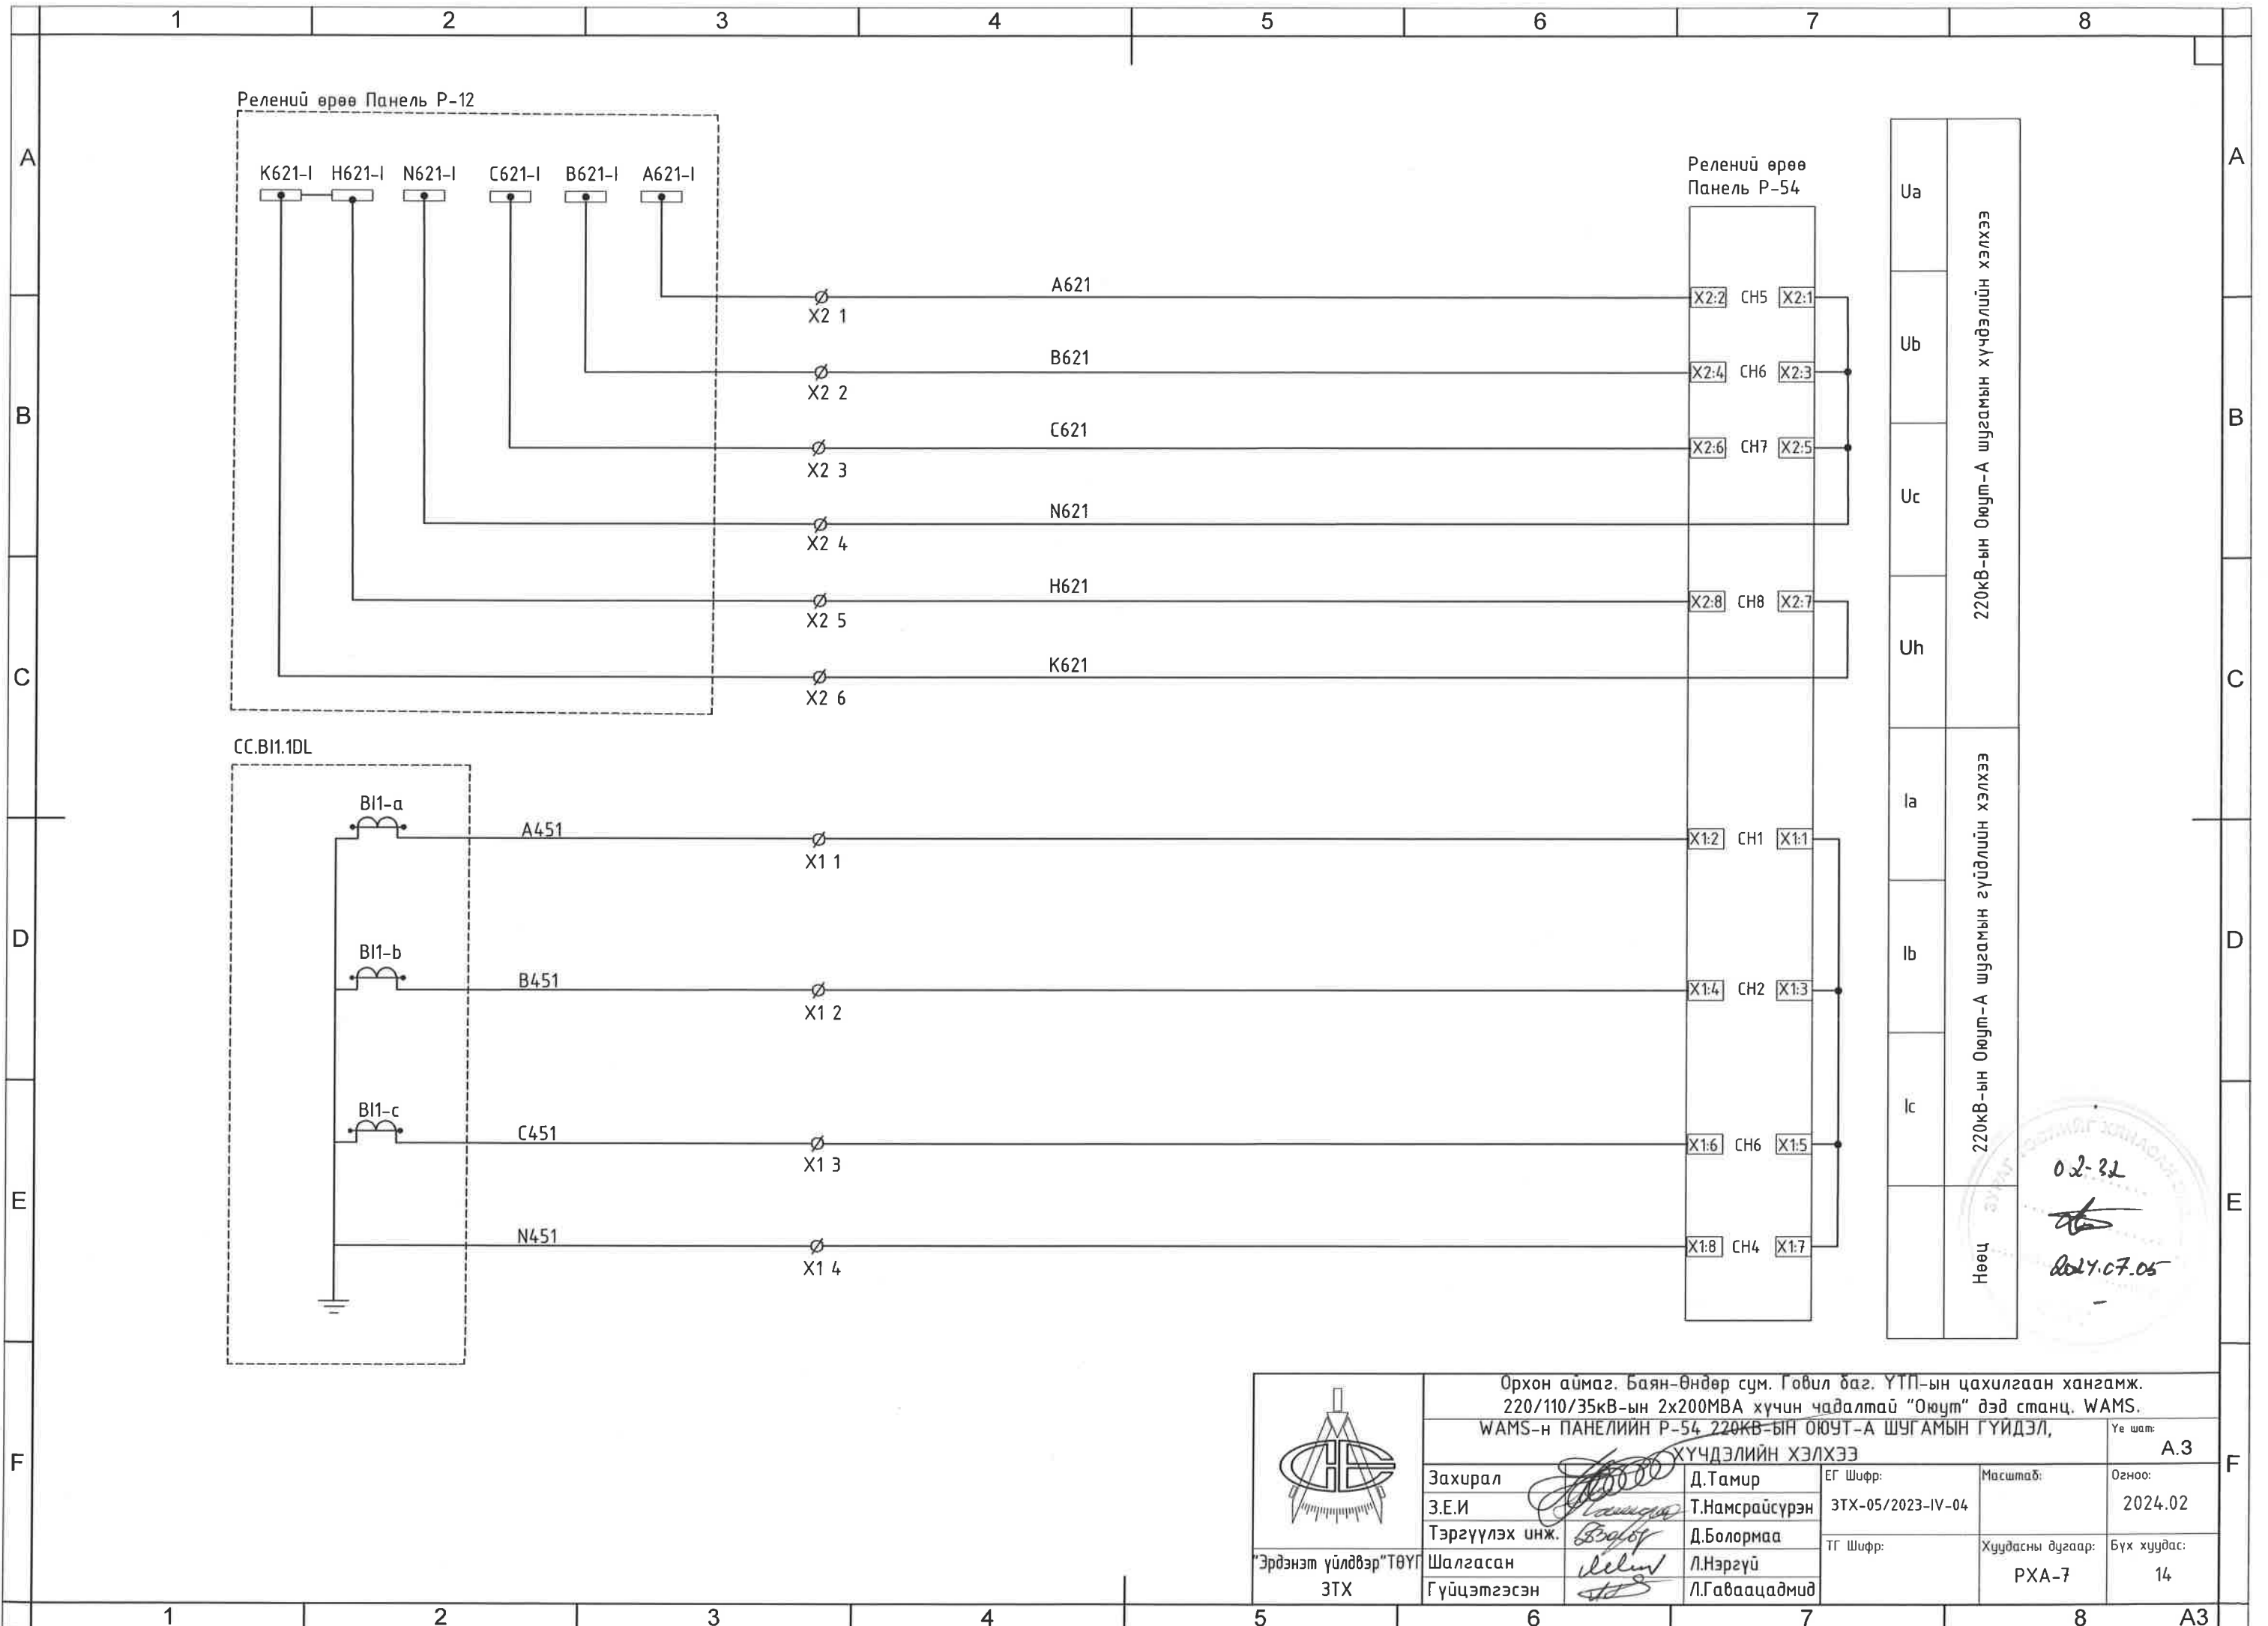 1 2 3 4 5 6 7 8
A
B
C
D
E
F
A
B
C
D
E
F
Релений өрөө Панель Р-12
K621-I H621-I N621-I C621-I B621-I A621-I
A621
X2 1
B621
X2 2
C621
X2 3
N621
X2 4
H621
X2 5
K621
X2 6
Релений өрөө
Панель Р-54
X2:2 CH5 X2:1
X2:4 CH6 X2:3
X2:6 CH7 X2:5
X2:8 CH8 X2:7
X1:2 CH1 X1:1
X1:4 CH2 X1:3
X1:6 CH6 X1:5
X1:8 CH4 X1:7
Ua
Ub
Uc
Uh
Ia
Ib
Ic
220кВ-ын Оюут-А шугамын хүчдэлийн хэлхээ
220кВ-ын Оюут-А шугамын гүйдлийн хэлхээ
Нөөц
CC.BI1.1DL
BI1-a
A451
X1 1
BI1-b
B451
X1 2
BI1-c
C451
X1 3
N451
X1 4
02-32
2024.07.05
Орхон аймаг. Баян-Өндөр сум. Говил баг. ҮТП-ын цахилгаан хангамж.
220/110/35кВ-ын 2х200МВА хүчин чадалтай "Оюут" дэд станц. WAMS.
WAMS-н ПАНЕЛИЙН Р-54 220КВ-ЫН ОЮУТ-А ШУГАМЫН ГҮЙДЭЛ,
ХҮЧДЭЛИЙН ХЭЛХЭЭ
Үе шат:
А.3
Захирал Д.Тамир
З.Е.И Т.Намсрайсүрэн
Тэргүүлэх инж. Д.Болормаа
Шалгасан Л.Нэргүй
Гүйцэтгэсэн Л.Гаваацадмид
ЕГ Шифр:
ЗТХ-05/2023-IV-04
Масштаб:
Огноо:
2024.02
ТГ Шифр:
Хуудасны дугаар:
РХА-7
Бүх хуудас:
14
"Эрдэнэт үйлдвэр"ТӨҮГ
ЗТХ
1 2 3 4 5 6 7 8 A3